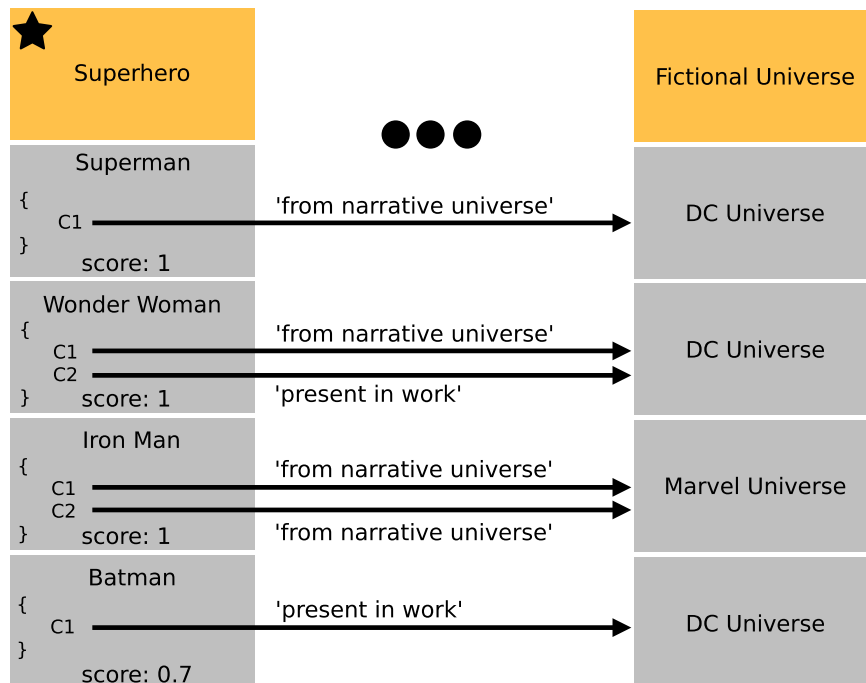 Superhero
Fictional Universe
Superman
{
C1
'from narrative universe'
DC Universe
}
score: 1
Wonder Woman
{
C1
'from narrative universe'
DC Universe
C2
'present in work'
}
score: 1
Iron Man
{
C1
'from narrative universe'
Marvel Universe
C2
'from narrative universe'
}
score: 1
Batman
{
C1
'present in work'
DC Universe
}
score: 0.7